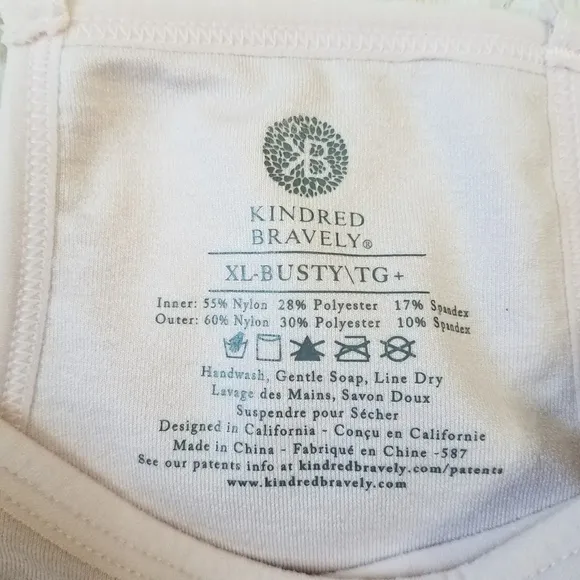 KB
KINDRED
BRAVELY®
XL-BUSTY\TG+
Inner: 55% Nylon 28% Polyester 17% Spandex
Outer: 60% Nylon 30% Polyester 10% Spandex
Handwash, Gentle Soap, Line Dry
Lavage des Mains, Savon Doux
Suspendre pour Sécher
Designed in California - Conçu en Californie
Made in China - Fabriqué en Chine -587
See our patents info at kindredbravely.com/patents
www.kindredbravely.com